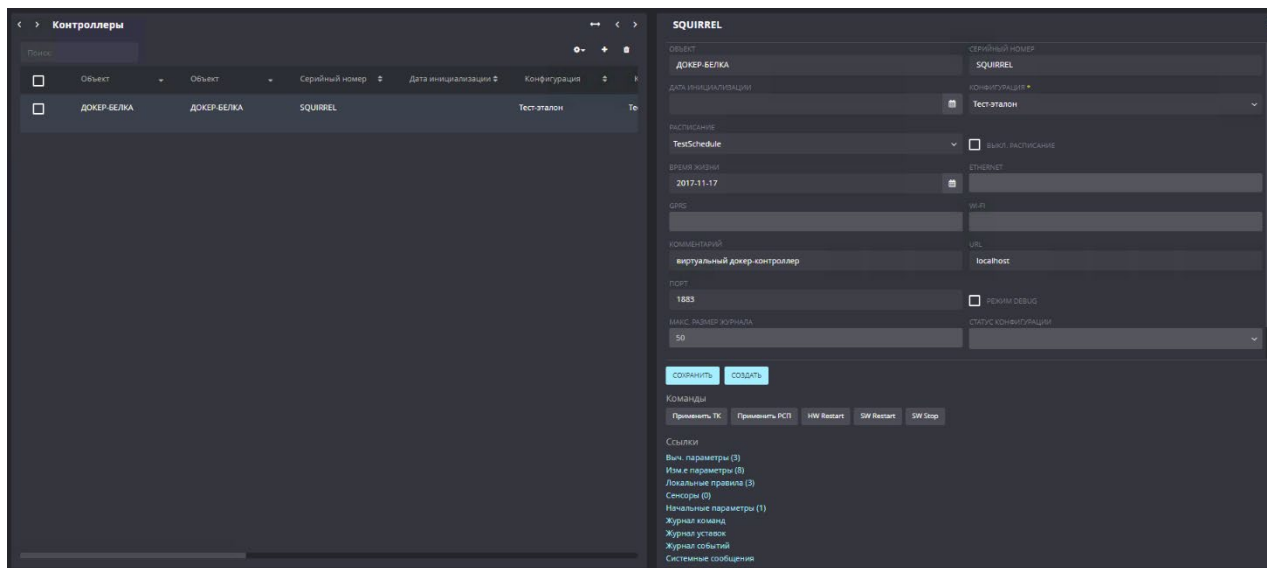 Контроллеры
Поиск:
Объект Объект Серийный номер Дата инициализации Конфигурация
ДОКЕР-БЕЛКА ДОКЕР-БЕЛКА SQUIRREL Тест-эталон Te
SQUIRREL
ОБЪЕКТ СЕРИЙНЫЙ НОМЕР
ДОКЕР-БЕЛКА SQUIRREL
ДАТА ИНИЦИАЛИЗАЦИИ КОНФИГУРАЦИЯ *
Тест-эталон
РАСПИСАНИЕ
TestSchedule ВЫКЛ. РАСПИСАНИЕ
ВРЕМЯ ЖИЗНИ ETHERNET
2017-11-17
GPRS WI-FI
КОММЕНТАРИЙ URL
виртуальный докер-контроллер localhost
ПОРТ
1883 РЕЖИМ DEBUG
МАКС. РАЗМЕР ЖУРНАЛА СТАТУС КОНФИГУРАЦИИ
50
СОХРАНИТЬ СОЗДАТЬ
Команды
Применить ТК Применить РСП HW Restart SW Restart SW Stop
Ссылки
Выч. параметры (3)
Изм.е параметры (8)
Локальные правила (3)
Сенсоры (0)
Начальные параметры (1)
Журнал команд
Журнал уставок
Журнал событий
Системные сообщения